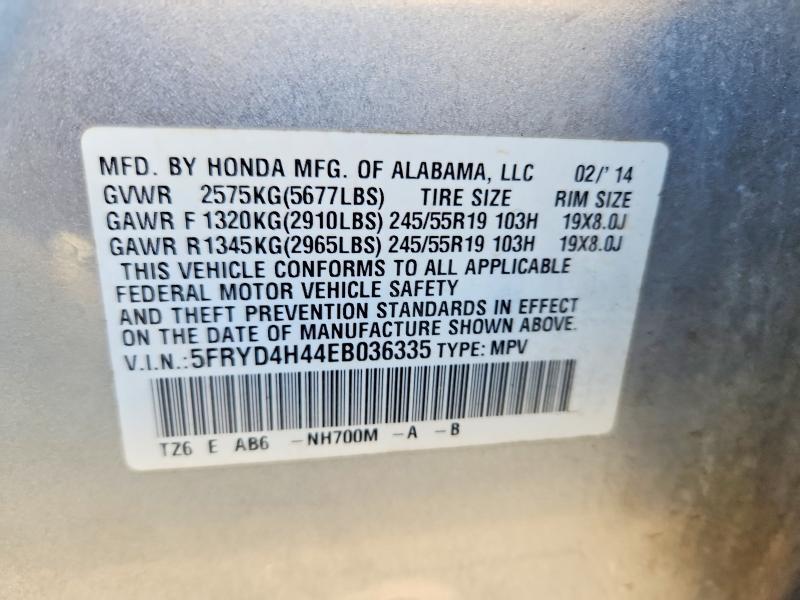 MFD. BY HONDA MFG. OF ALABAMA, LLC 02/'14
GVWR 2575KG(5677LBS) TIRE SIZE RIM SIZE
GAWR F 1320KG(2910LBS) 245/55R19 103H 19X8.0J
GAWR R 1345KG(2965LBS) 245/55R19 103H 19X8.0J
THIS VEHICLE CONFORMS TO ALL APPLICABLE
FEDERAL MOTOR VEHICLE SAFETY
AND THEFT PREVENTION STANDARDS IN EFFECT
ON THE DATE OF MANUFACTURE SHOWN ABOVE.
V.I.N.: 5FRYD4H44EB036335 TYPE: MPV
TZ6 E AB6 -NH700M -A -B